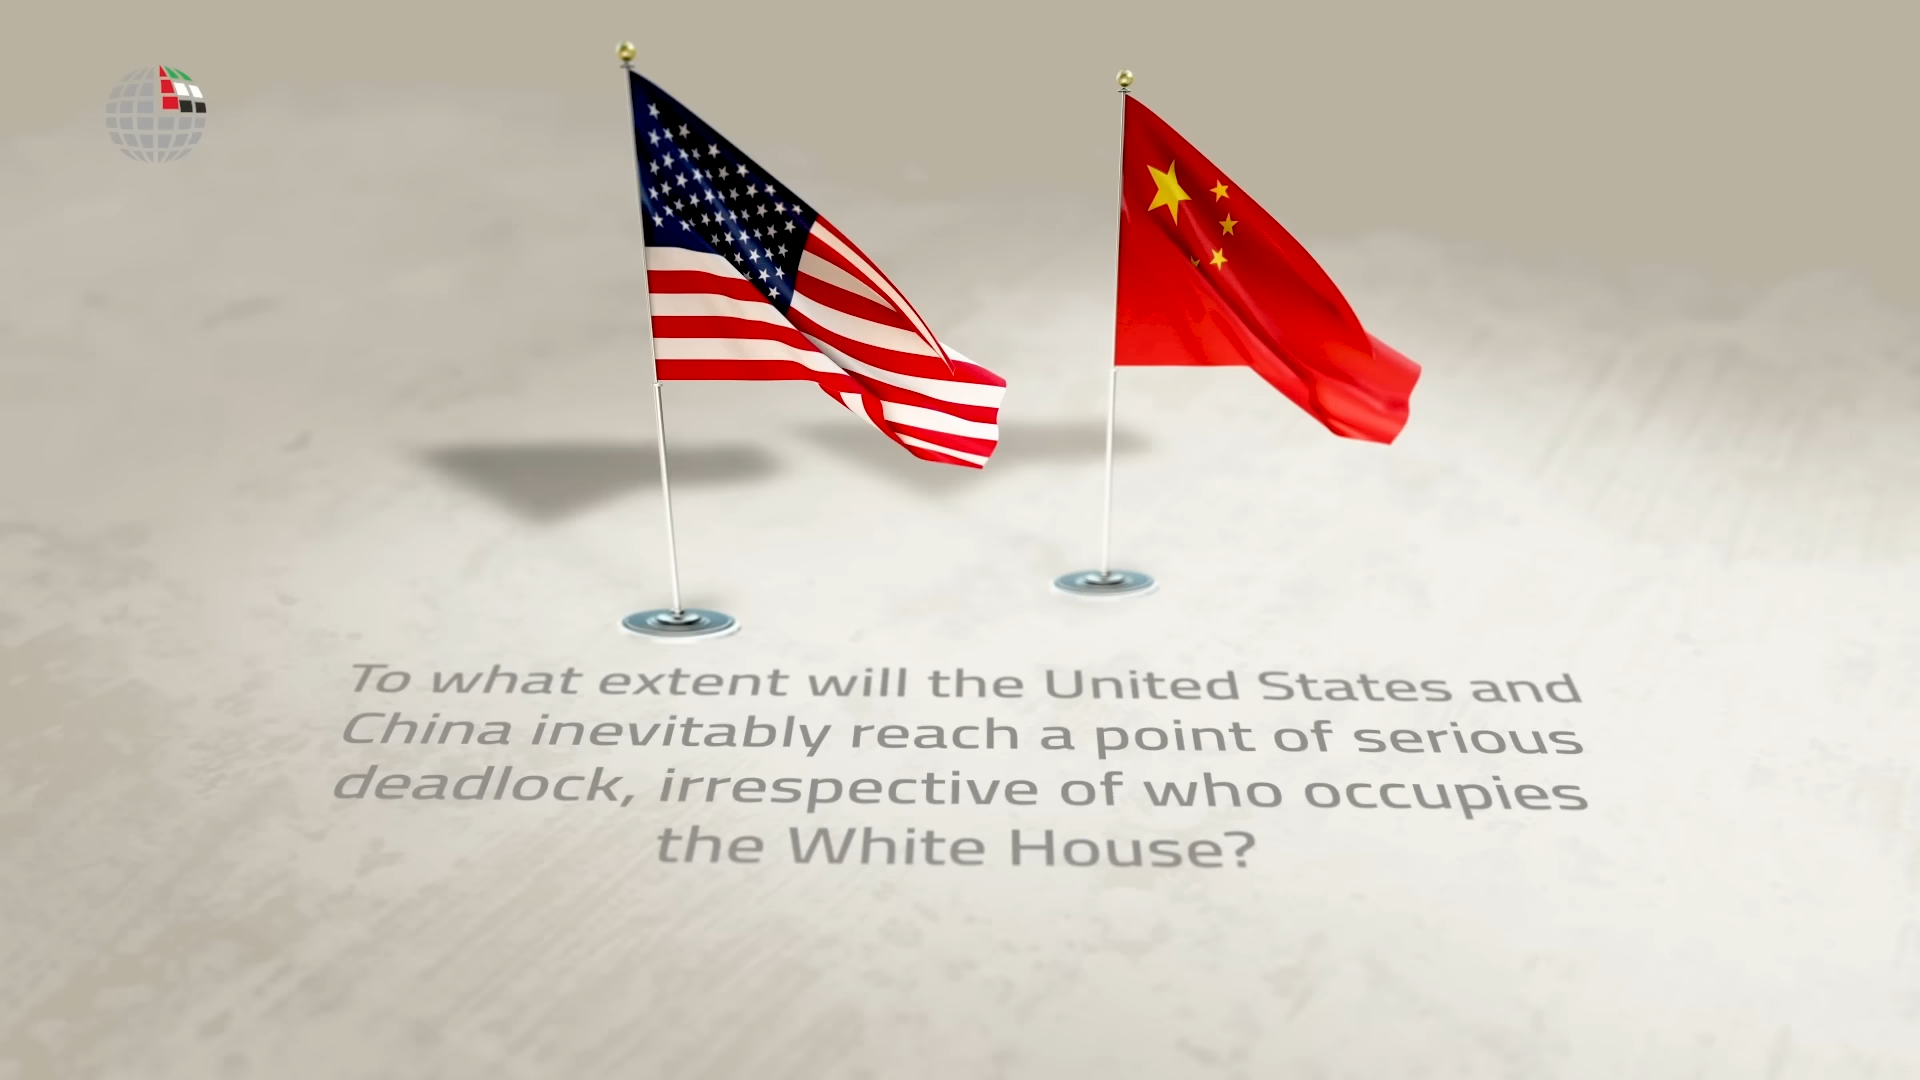 To what extent will the United States and
China inevitably reach a point of serious
deadlock, irrespective of who occupies
the White House?